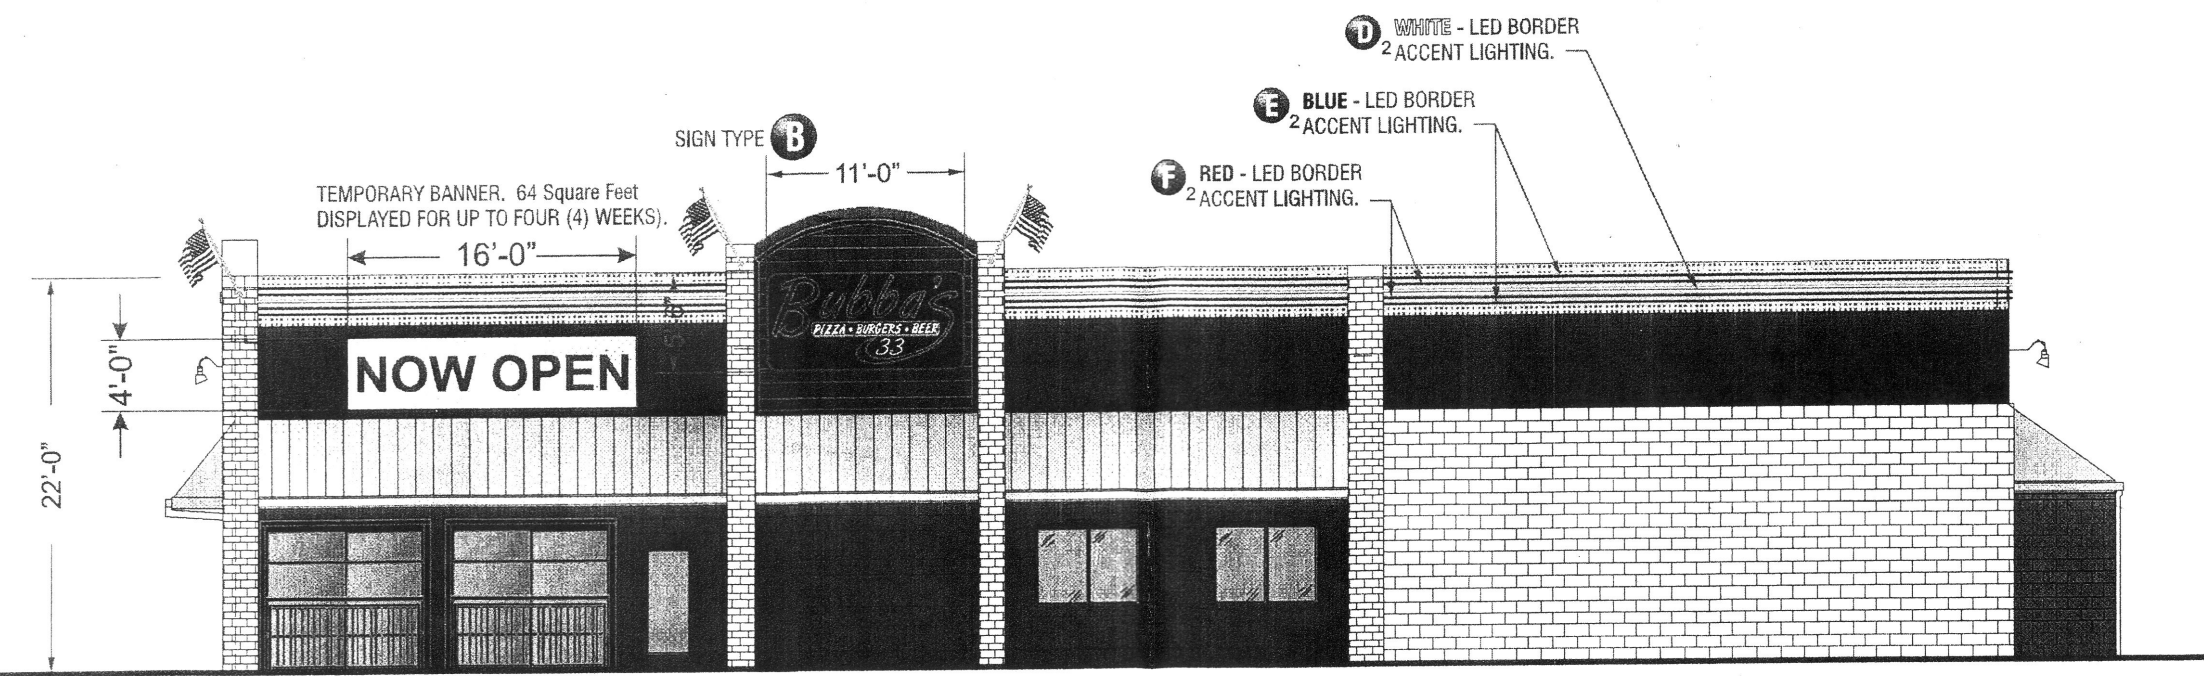 D WHITE - LED BORDER
2 ACCENT LIGHTING.
E BLUE - LED BORDER
2 ACCENT LIGHTING.
SIGN TYPE B
11'-0"
F RED - LED BORDER
2 ACCENT LIGHTING.
TEMPORARY BANNER. 64 Square Feet
DISPLAYED FOR UP TO FOUR (4) WEEKS).
16'-0"
Bubba's
PIZZA • BURGERS • BEER
33
NOW OPEN
4'-0"
22'-0"